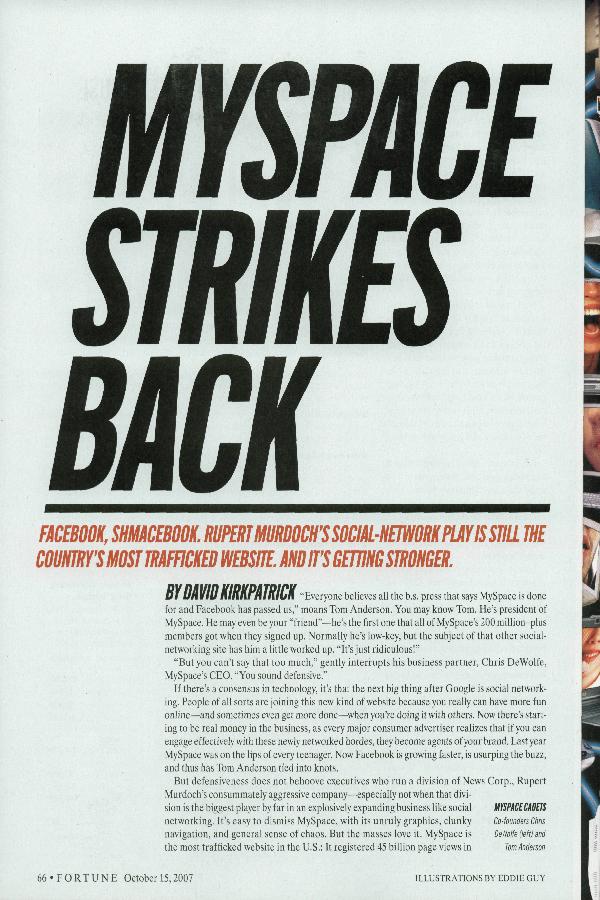 MYSPACE
STRIKES
BACK
FACEBOOK, SHMACEBOOK. RUPERT MURDOCH'S SOCIAL-NETWORK PLAY IS STILL THE
COUNTRY'S MOST TRAFFICKED WEBSITE. AND IT'S GETTING STRONGER.
BY DAVID KIRKPATRICK "Everyone believes all the b.s. press that says MySpace is done
for and Facebook has passed us," moans Tom Anderson. You may know Tom. He's president of
MySpace. He may even be your "friend"—he's the first one that all of MySpace's 200 million-plus
members got when they signed up. Normally he's low-key, but the subject of that other social-
networking site has him a little worked up. "It's just ridiculous!"
"But you can't say that too much," gently interrupts his business partner, Chris DeWolfe,
MySpace's CEO. "You sound defensive."
If there's a consensus in technology, it's that the next big thing after Google is social network-
ing. People of all sorts are joining this new kind of website because you really can have more fun
online—and sometimes even get more done—when you're doing it with others. Now there's start-
ing to be real money in the business, as every major consumer advertiser realizes that if you can
engage effectively with these newly networked hordes, they become agents of your brand. Last year
MySpace was on the lips of every teenager. Now Facebook is growing faster, is usurping the buzz,
and thus has Tom Anderson tied into knots.
But defensiveness does not behoove executives who run a division of News Corp., Rupert
Murdoch's consummately aggressive company—especially not when that divi-
sion is the biggest player by far in an explosively expanding business like social
networking. It's easy to dismiss MySpace, with its unruly graphics, clunky
navigation, and general sense of chaos. But the masses love it. MySpace is
the most trafficked website in the U.S.: It registered 45 billion page views in
MYSPACE CADETS
Co-founders Chris
DeWolfe (left) and
Tom Anderson
66 • FORTUNE October 15, 2007
ILLUSTRATIONS BY EDDIE GUY